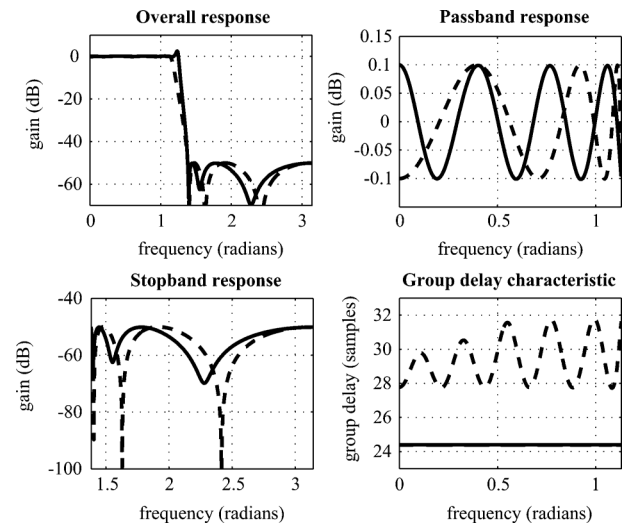 Overall response
gain (dB)
0
-20
-40
-60
0 1 2 3
frequency (radians)
Passband response
gain (dB)
0.15
0.1
0.05
0
0.05
-0.1
0 0.5 1
frequency (radians)
Stopband response
gain (dB)
-40
-60
-80
-100
1.5 2 2.5 3
frequency (radians)
Group delay characteristic
group delay (samples)
32
30
28
26
24
0 0.5 1
frequency (radians)